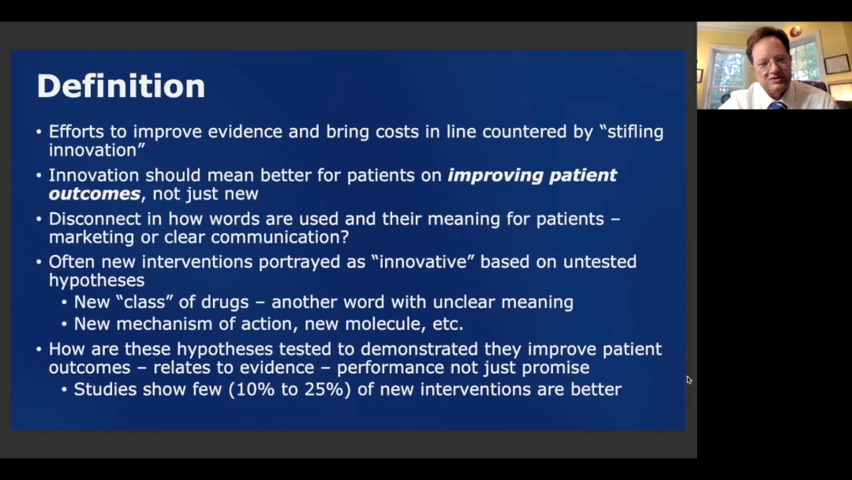 Definition
• Efforts to improve evidence and bring costs in line countered by “stifling
innovation”
• Innovation should mean better for patients on improving patient
outcomes, not just new
• Disconnect in how words are used and their meaning for patients –
marketing or clear communication?
• Often new interventions portrayed as “innovative” based on untested
hypotheses
• New “class” of drugs – another word with unclear meaning
• New mechanism of action, new molecule, etc.
• How are these hypotheses tested to demonstrated they improve patient
outcomes – relates to evidence – performance not just promise
• Studies show few (10% to 25%) of new interventions are better